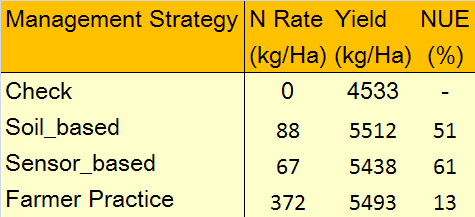 Management Strategy N Rate Yield NUE
(kg/Ha) (kg/Ha) (%)
Check 0 4533 -
Soil_based 88 5512 51
Sensor_based 67 5438 61
Farmer Practice 372 5493 13